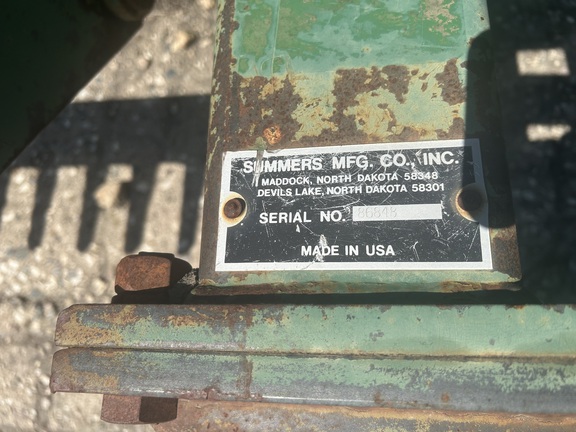 SUMMERS MFG. CO., INC.
MADDOCK, NORTH DAKOTA 58348
DEVILS LAKE, NORTH DAKOTA 58301
SERIAL NO.
MADE IN USA